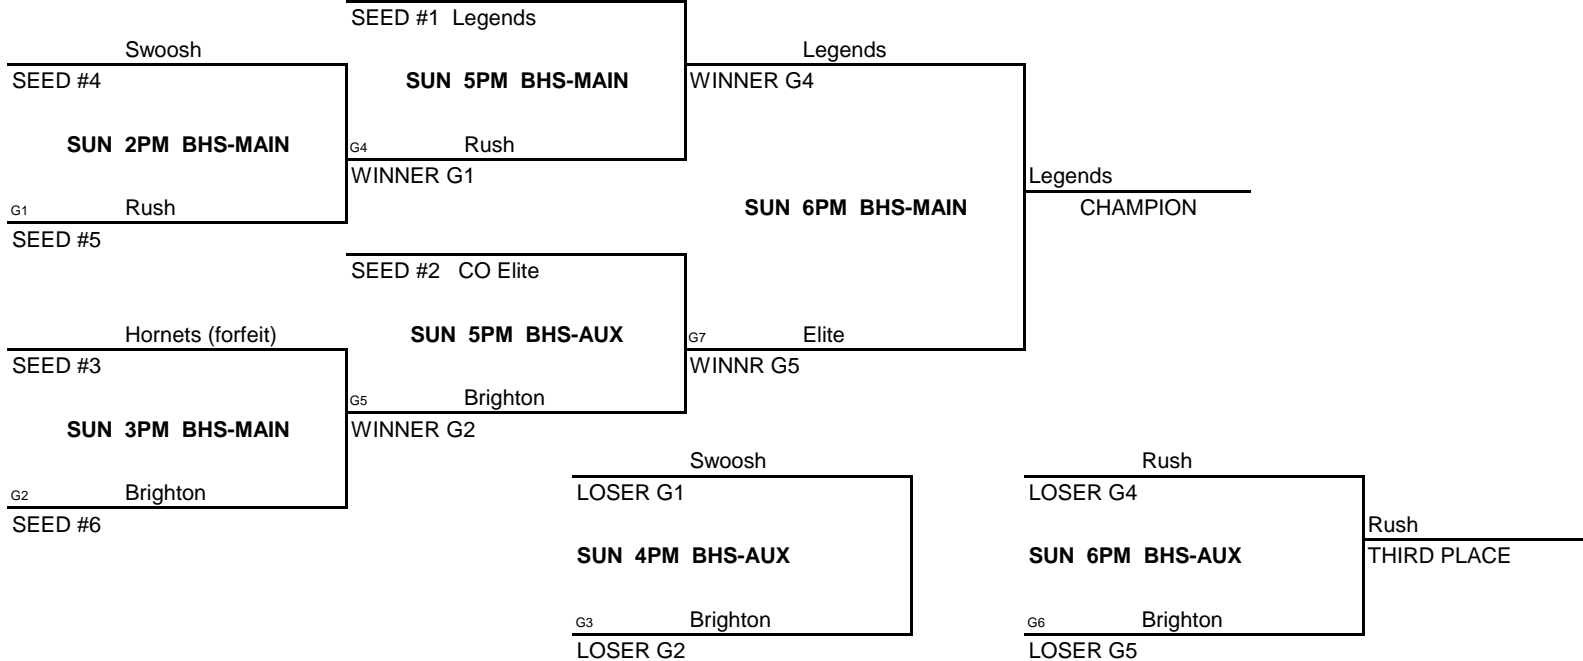 SEED #1 Legends
Swoosh
Legends
SEED #4
SUN 5PM BHS-MAIN
WINNER G4
SUN 2PM BHS-MAIN
G4
Rush
WINNER G1
Legends
G1
Rush
SUN 6PM BHS-MAIN
CHAMPION
SEED #5
SEED #2 CO Elite
Hornets (forfeit)
SUN 5PM BHS-AUX
G7
Elite
SEED #3
WINNR G5
G5
Brighton
SUN 3PM BHS-MAIN
WINNER G2
Swoosh
Rush
G2
Brighton
LOSER G1
LOSER G4
SEED #6
Rush
SUN 4PM BHS-AUX
SUN 6PM BHS-AUX
THIRD PLACE
G3
Brighton
G6
Brighton
LOSER G2
LOSER G5